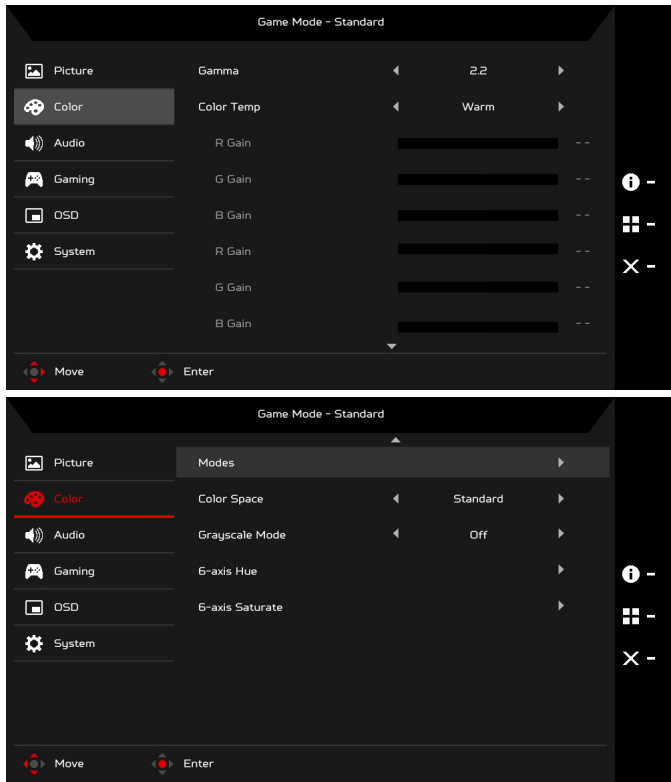 Game Mode - Standard
Picture
Gamma 2.2
Color
Color Temp Warm
Audio
R Gain --
Gaming
G Gain --
OSD
B Gain --
System
R Gain --
G Gain --
B Gain --
Move Enter
Game Mode - Standard
Picture
Modes
Color
Color Space Standard
Audio
Grayscale Mode Off
Gaming
6-axis Hue
OSD
6-axis Saturate
System
Move Enter